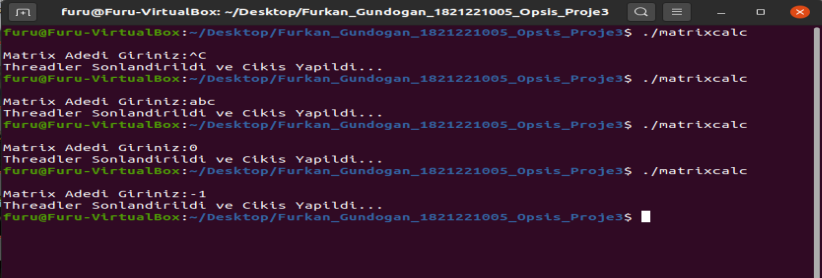 furu@Furu-VirtualBox: ~/Desktop/Furkan_Gundogan_1821221005_Opsis_Proje3
furu@Furu-VirtualBox:~/Desktop/Furkan_Gundogan_1821221005_Opsis_Proje3$ ./matrixcalc
Matrix Adedi Giriniz:^C
Threadler Sonlandirildi ve Cikis Yapildi...
furu@Furu-VirtualBox:~/Desktop/Furkan_Gundogan_1821221005_Opsis_Proje3$ ./matrixcalc
Matrix Adedi Giriniz:abc
Threadler Sonlandirildi ve Cikis Yapildi...
furu@Furu-VirtualBox:~/Desktop/Furkan_Gundogan_1821221005_Opsis_Proje3$ ./matrixcalc
Matrix Adedi Giriniz:0
Threadler Sonlandirildi ve Cikis Yapildi...
furu@Furu-VirtualBox:~/Desktop/Furkan_Gundogan_1821221005_Opsis_Proje3$ ./matrixcalc
Matrix Adedi Giriniz:-1
Threadler Sonlandirildi ve Cikis Yapildi...
furu@Furu-VirtualBox:~/Desktop/Furkan_Gundogan_1821221005_Opsis_Proje3$